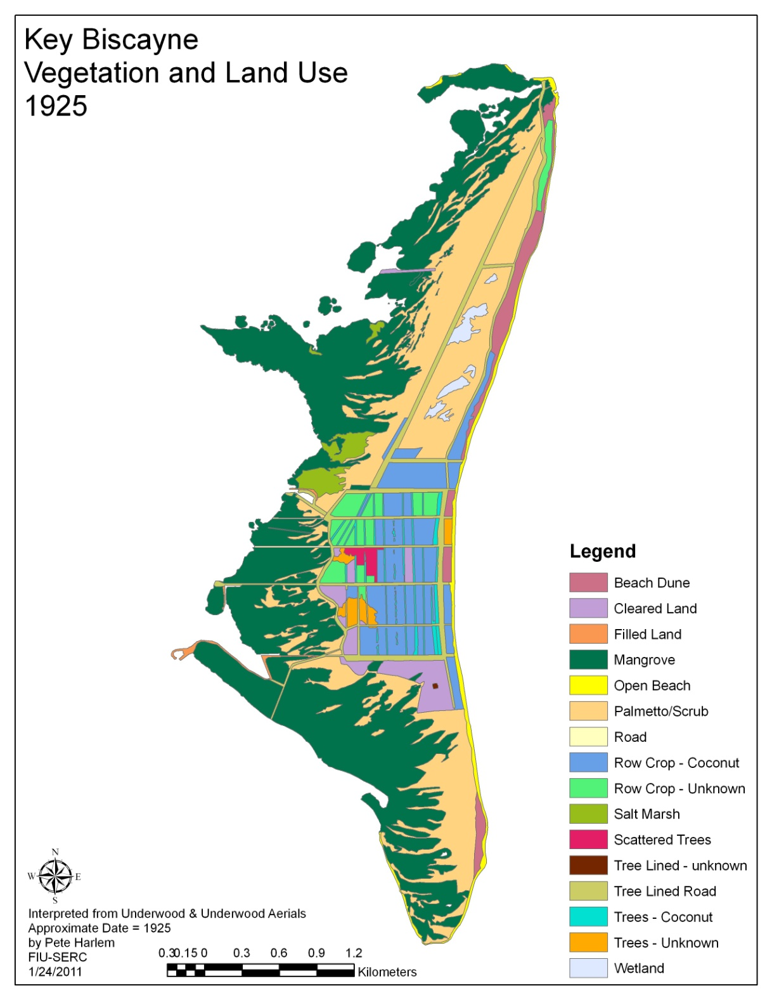 Key Biscayne
Vegetation and Land Use
1925
Legend
Beach Dune
Cleared Land
Filled Land
Mangrove
Open Beach
Palmetto/Scrub
Road
Row Crop - Coconut
Row Crop - Unknown
Salt Marsh
Scattered Trees
Tree Lined - unknown
Tree Lined Road
Trees - Coconut
Trees - Unknown
Wetland
N
W E
S
Interpreted from Underwood & Underwood Aerials
Approximate Date = 1925
by Pete Harlem
FIU-SERC
1/24/2011
0.30.15 0 0.3 0.6 0.9 1.2
Kilometers